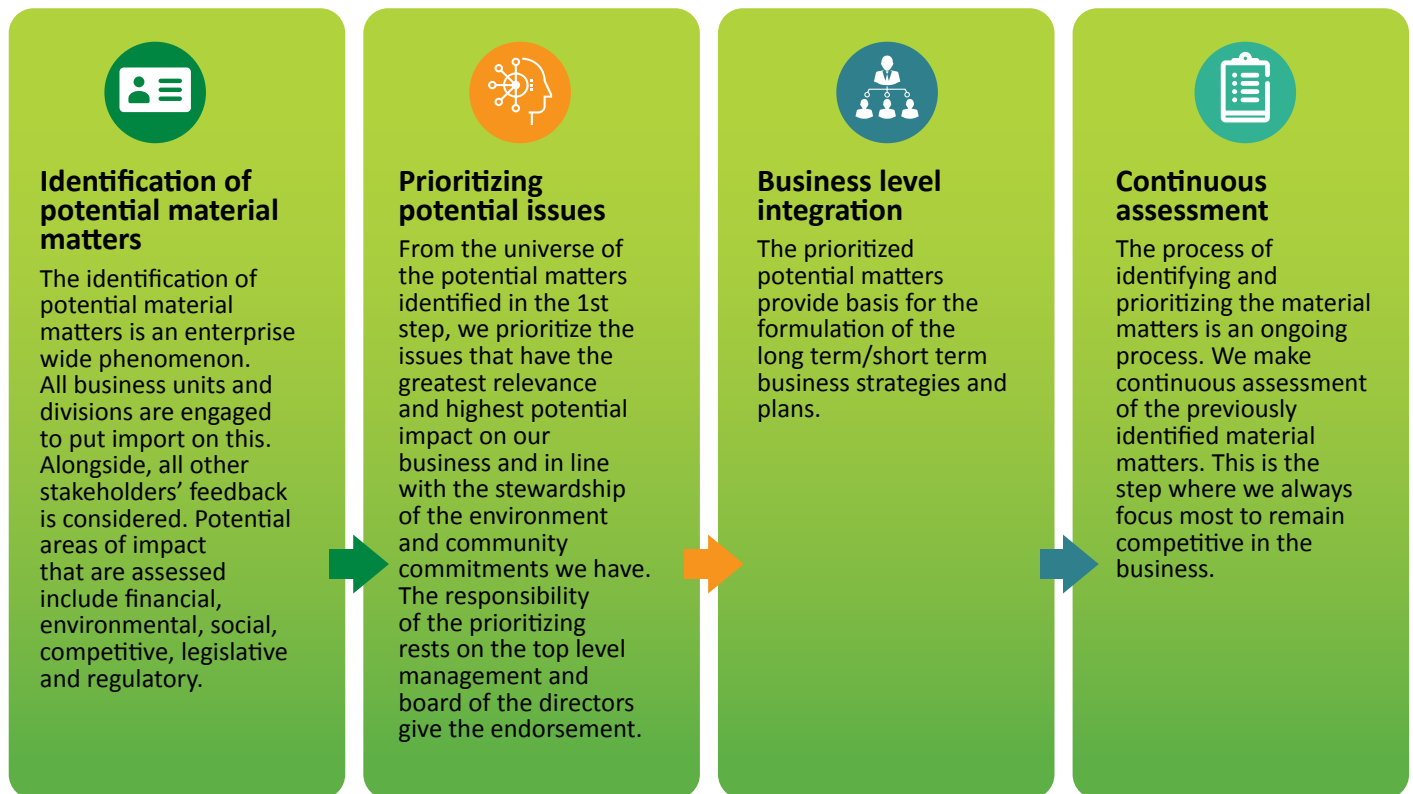 Identification of
potential material
matters
The identification of
potential material
matters is an enterprise
wide phenomenon.
All business units and
divisions are engaged
to put import on this.
Alongside, all other
stakeholders’ feedback
is considered. Potential
areas of impact
that are assessed
include financial,
environmental, social,
competitive, legislative
and regulatory.
Prioritizing
potential issues
From the universe of
the potential matters
identified in the 1st
step, we prioritize the
issues that have the
greatest relevance
and highest potential
impact on our
business and in line
with the stewardship
of the environment
and community
commitments we have.
The responsibility
of the prioritizing
rests on the top level
management and
board of the directors
give the endorsement.
Business level
integration
The prioritized
potential matters
provide basis for the
formulation of the
long term/short term
business strategies and
plans.
Continuous
assessment
The process of
identifying and
prioritizing the material
matters is an ongoing
process. We make
continuous assessment
of the previously
identified material
matters. This is the
step where we always
focus most to remain
competitive in the
business.